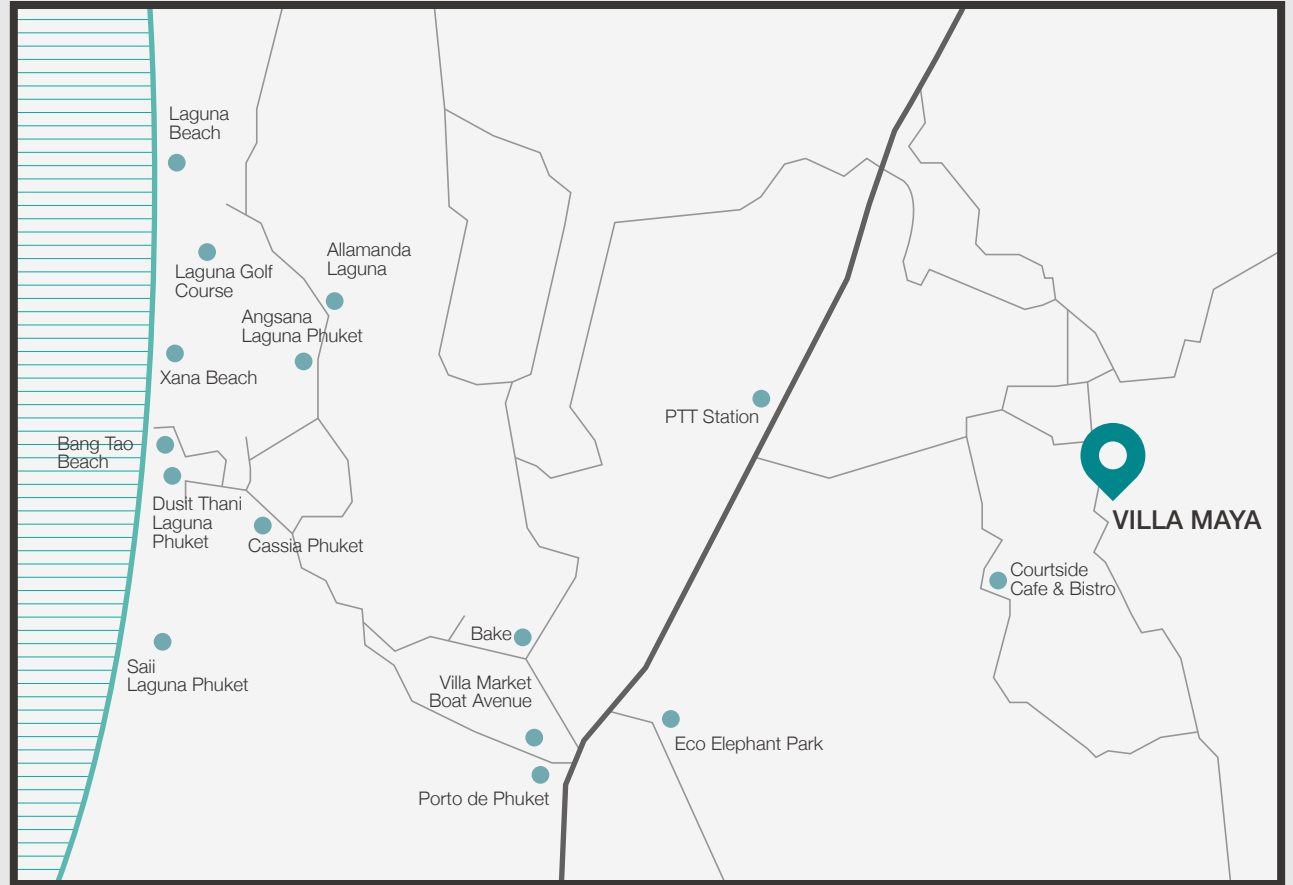 Laguna
Beach
Laguna Golf
Course
Allamanda
Laguna
Angsana
Laguna Phuket
Xana Beach
PTT Station
Bang Tao
Beach
Dusit Thani
Laguna
Phuket
Cassia Phuket
VILLA MAYA
Courtside
Cafe & Bistro
Bake
Saii
Laguna Phuket
Villa Market
Boat Avenue
Eco Elephant Park
Porto de Phuket